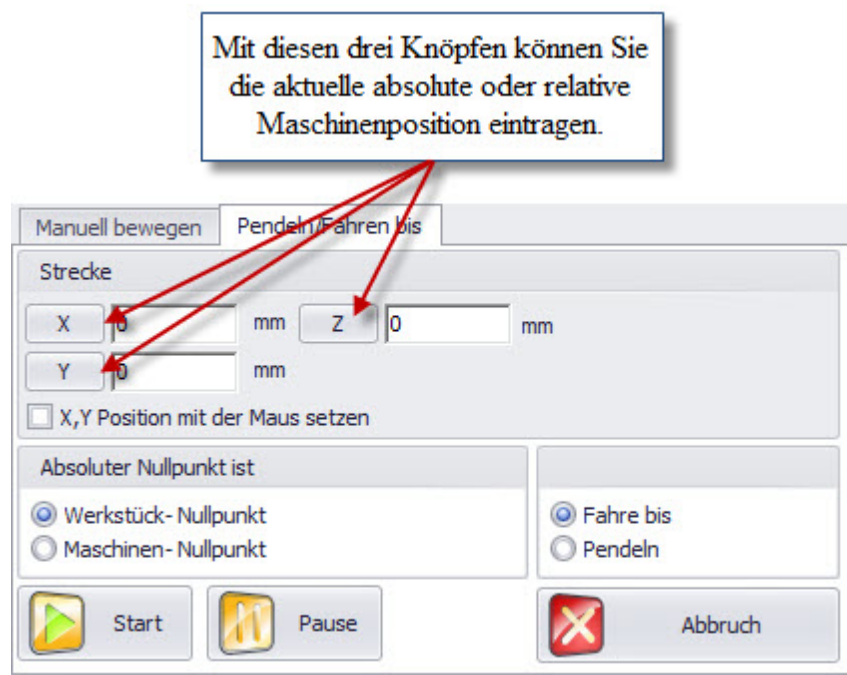 Mit diesen drei Knöpfen können Sie
die aktuelle absolute oder relative
Maschinenposition eintragen.
Manuell bewegen Pendeln/Fahren bis
Strecke
X 0 mm Z 0 mm
Y 0 mm
X,Y Position mit der Maus setzen
Absoluter Nullpunkt ist
Werkstück- Nullpunkt Fahre bis
Maschinen- Nullpunkt Pendeln
Start Pause Abbruch